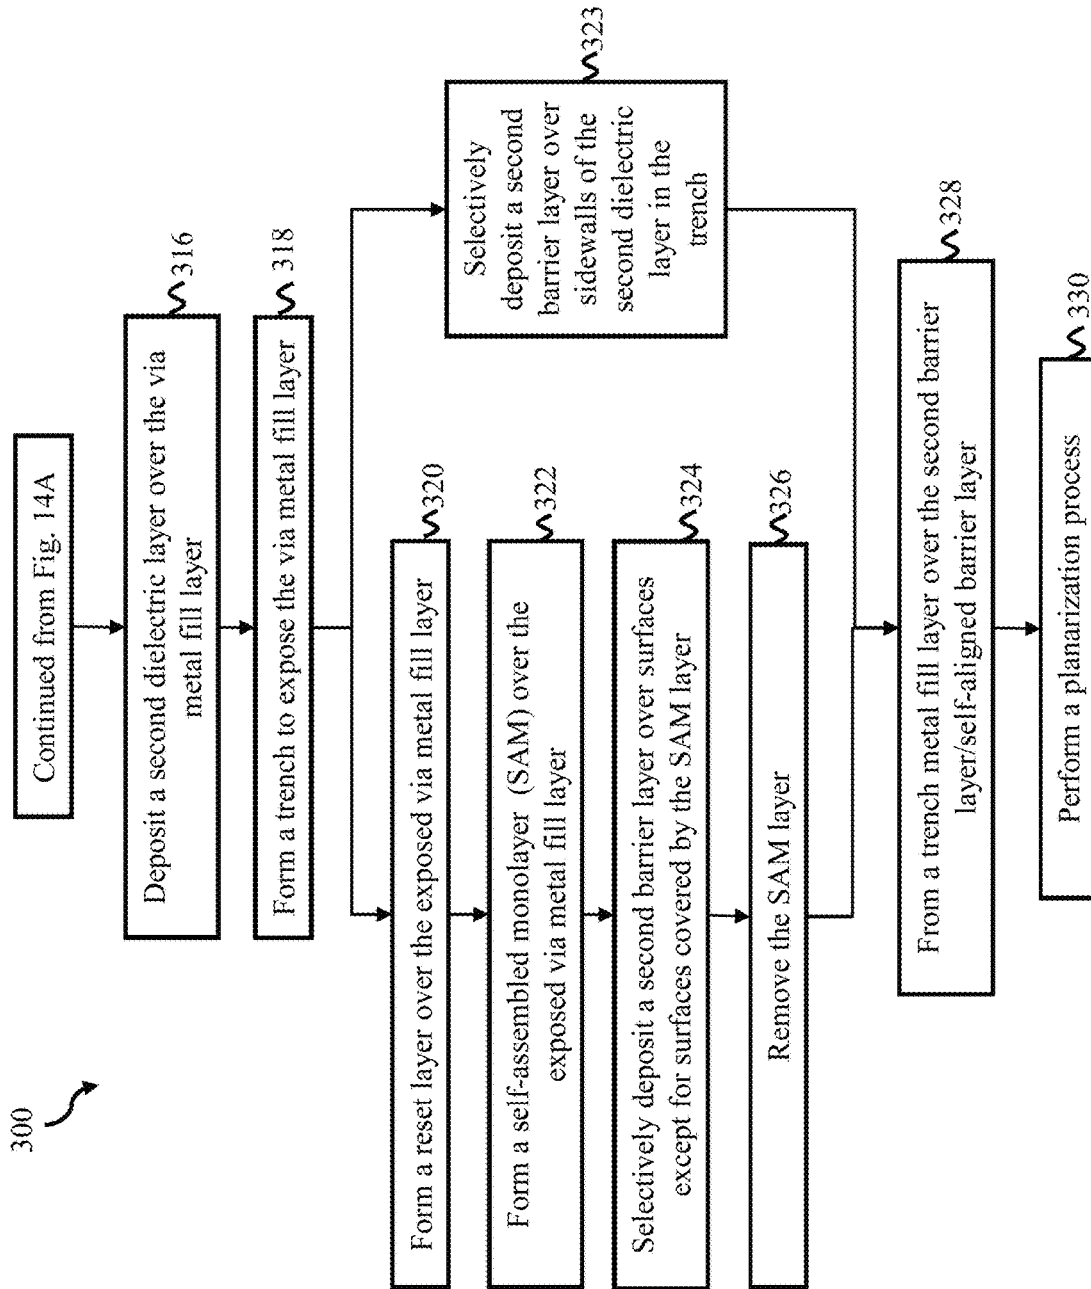 300
Continued from Fig. 14A
Deposit a second dielectric layer over the via
metal fill layer
316
Form a trench to expose the via metal fill layer
318
Form a reset layer over the exposed via metal fill layer
320
Form a self-assembled monolayer (SAM) over the
exposed via metal fill layer
322
Selectively deposit a second barrier layer over surfaces
except for surfaces covered by the SAM layer
324
Remove the SAM layer
326
Selectively
deposit a second
barrier layer over
sidewalls of the
second dielectric
layer in the
trench
323
From a trench metal fill layer over the second barrier
layer/self-aligned barrier layer
328
Perform a planarization process
330